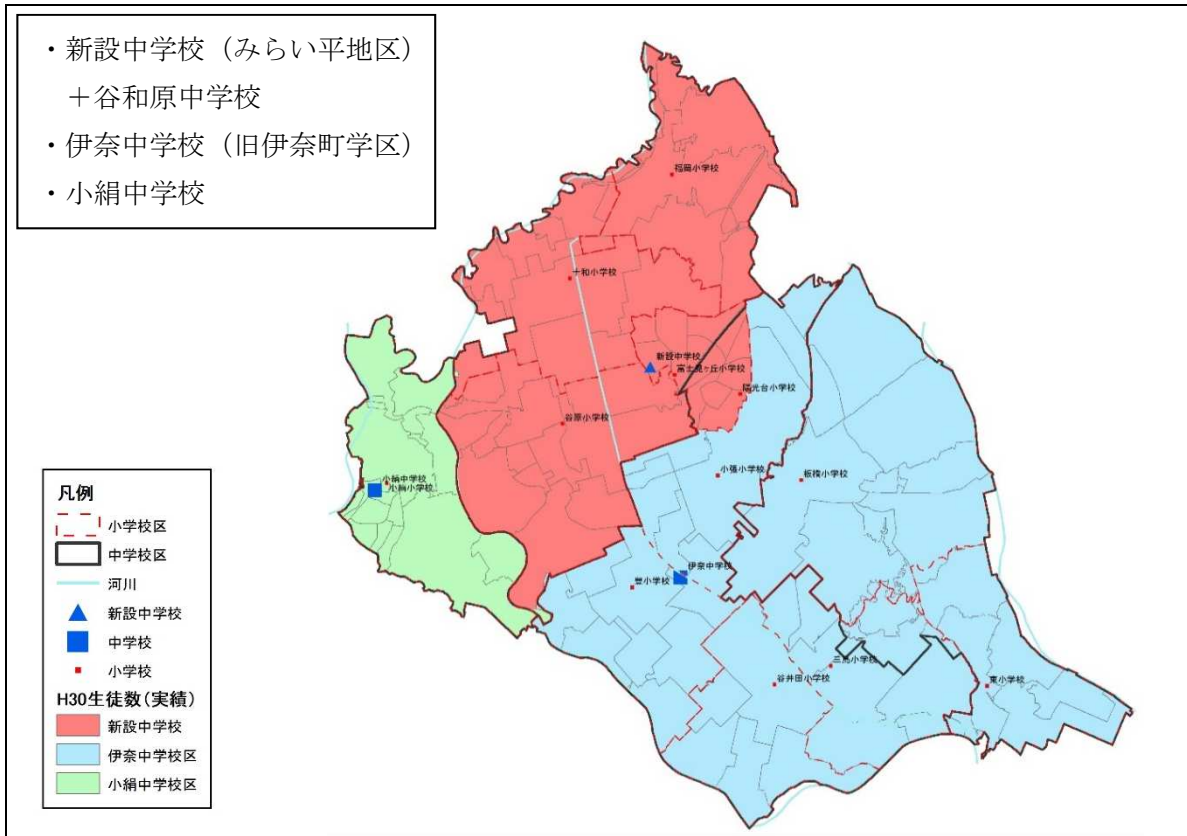 ・新設中学校（みらい平地区）
＋谷和原中学校
・伊奈中学校（旧伊奈町学区）
・小絹中学校
福岡小学校
十和小学校
新設中学校
富士見ヶ丘小学校
陽光台小学校
谷原小学校
小張小学校
板橋小学校
小絹中学校
小絹小学校
伊奈中学校
豊小学校
三島小学校
谷井田小学校
東小学校
凡例
小学校区
中学校区
河川
新設中学校
中学校
小学校
H30生徒数(実績)
新設中学校
伊奈中学校区
小絹中学校区